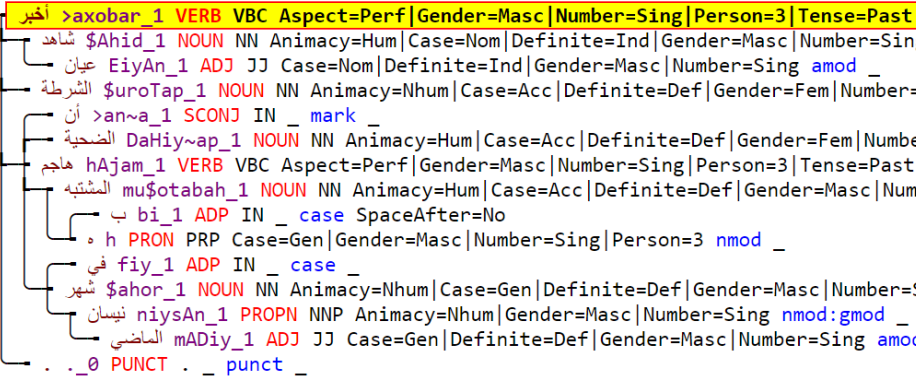 أخبر >axobar_1 VERB VBC Aspect=Perf|Gender=Masc|Number=Sing|Person=3|Tense=Past
شاهد $Ahid_1 NOUN NN Animacy=Hum|Case=Nom|Definite=Ind|Gender=Masc|Number=Sin
عيان EiyAn_1 ADJ JJ Case=Nom|Definite=Ind|Gender=Masc|Number=Sing amod _
الشرطة $uroTap_1 NOUN NN Animacy=Nhum|Case=Acc|Definite=Def|Gender=Fem|Number=
أن >an~a_1 SCONJ IN _ mark _
الضحية DaHiy~ap_1 NOUN NN Animacy=Hum|Case=Acc|Definite=Def|Gender=Fem|Numbe
هاجم hAjam_1 VERB VBC Aspect=Perf|Gender=Masc|Number=Sing|Person=3|Tense=Past
المشتبه mu$otabah_1 NOUN NN Animacy=Hum|Case=Acc|Definite=Def|Gender=Masc|Num
ب bi_1 ADP IN _ case SpaceAfter=No
ه h PRON PRP Case=Gen|Gender=Masc|Number=Sing|Person=3 nmod _
في fiy_1 ADP IN _ case _
شهر $ahor_1 NOUN NN Animacy=Nhum|Case=Gen|Definite=Def|Gender=Masc|Number=S
نيسان niysAn_1 PROPN NNP Animacy=Nhum|Gender=Masc|Number=Sing nmod:gmod _
الماضي mADiy_1 ADJ JJ Case=Gen|Definite=Def|Gender=Masc|Number=Sing amo
. ._0 PUNCT . _ punct _